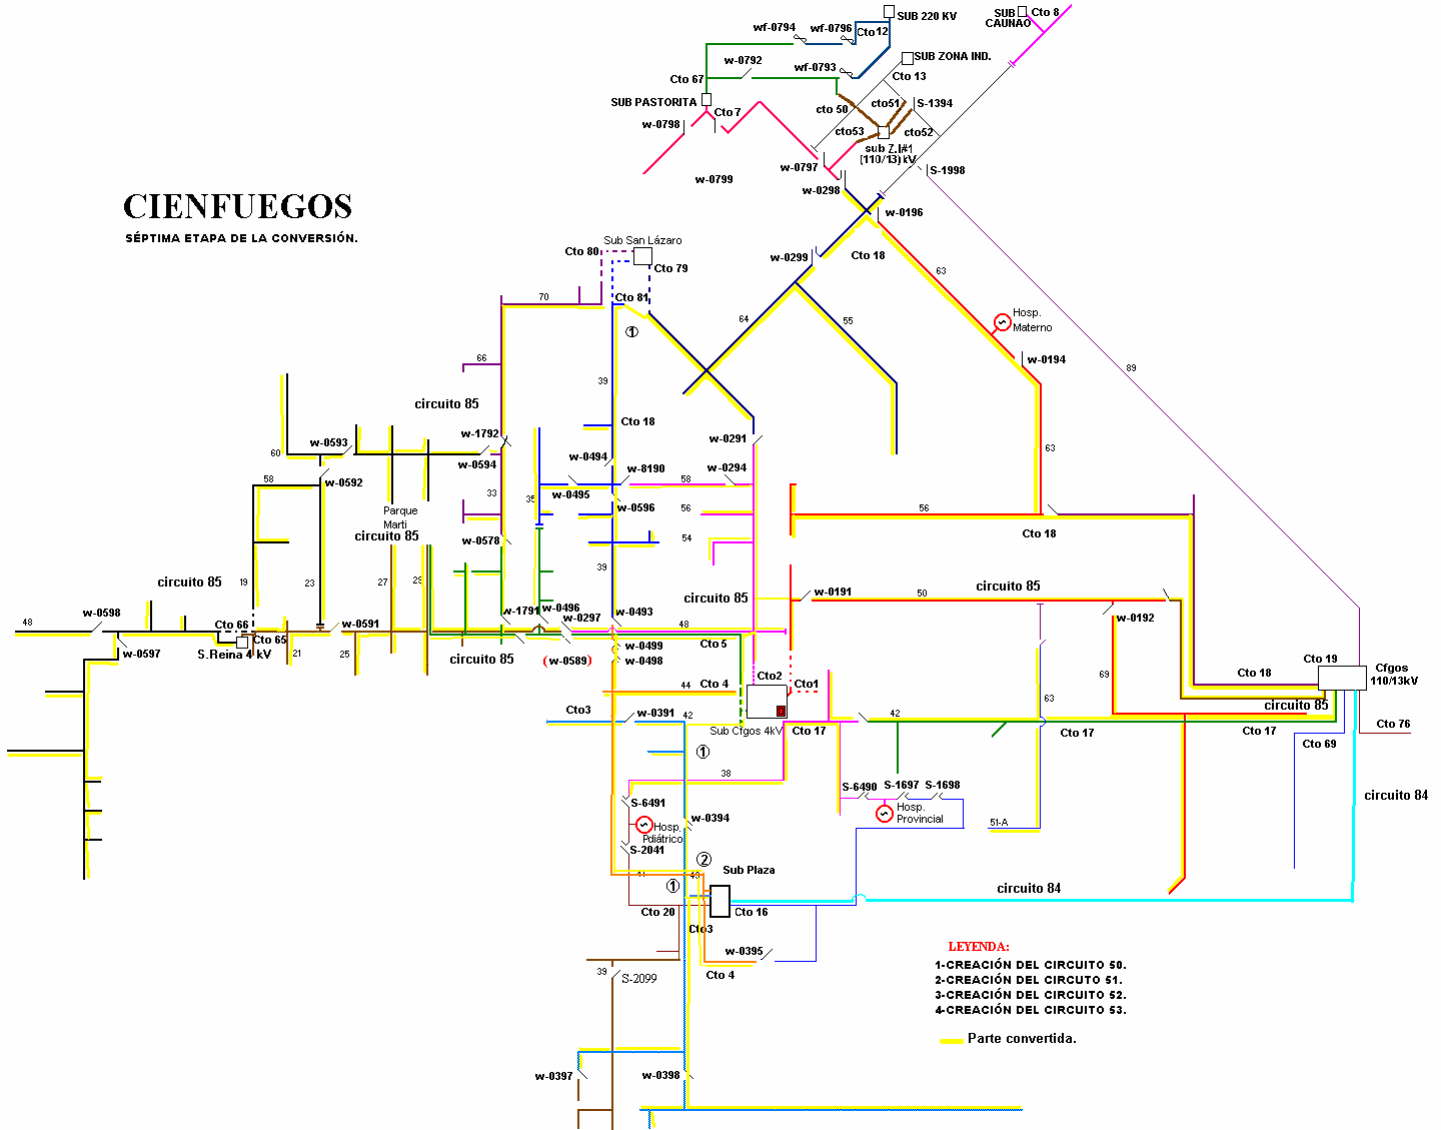 SUB 220 KV
SUB
CAUNAO
Cto 8
wf-0794
wf-0796
Cto 12
w-0792
wf-0793
SUB ZONA IND.
Cto 67
Cto 13
SUB PASTORITA
Cto 7
cto 50
cto51
S-1394
w-0798
cto53
cto52
sub Z.I#1
(110/13) kV
w-0797
w-0799
S-1998
w-0298
CIENFUEGOS
SÉPTIMA ETAPA DE LA CONVERSIÓN.
w-0196
Sub San Lázaro
Cto 80
Cto 79
w-0299
Cto 18
63
70
Cto 81
1
64
55
Hosp.
Materno
66
w-0194
89
39
circuito 85
Cto 18
w-1792
w-0593
w-0291
60
w-0594
w-0494
w-8190
w-0294
63
58
w-0592
33
35
w-0495
58
w-0596
56
56
Parque
Marti
circuito 85
w-0578
54
Cto 18
39
circuito 85
19
23
27
29
circuito 85
circuito 85
50
w-0191
w-0598
48
Cto 66
w-0591
w-1791
w-0496
w-0297
w-0493
48
w-0192
w-0597
S.Reina 4 kV
Cto 65
21
25
circuito 85
(w-0589)
w-0499
w-0498
Cto 5
Cto 19
Cfgos
110/13kV
Cto 18
69
63
44
Cto 4
Cto2
Cto1
Cto3
w-0391
42
Sub Cfgos 4kV
Cto 17
42
Cto 17
Cto 17
circuito 85
Cto 76
Cto 69
1
38
S-6490
S-1697
S-1698
S-6491
Hosp.
Provincial
circuito 84
Hosp.
Pdiátrico
w-0394
51-A
S-2041
2
Sub Plaza
41
43
1
circuito 84
Cto 20
Cto 16
Cto3
w-0395
39
S-2099
Cto 4
LEYENDA:
1-CREACIÓN DEL CIRCUITO 50.
2-CREACIÓN DEL CIRCUTO 51.
3-CREACIÓN DEL CIRCUITO 52.
4-CREACIÓN DEL CIRCUITO 53.
Parte convertida.
w-0397
w-0398